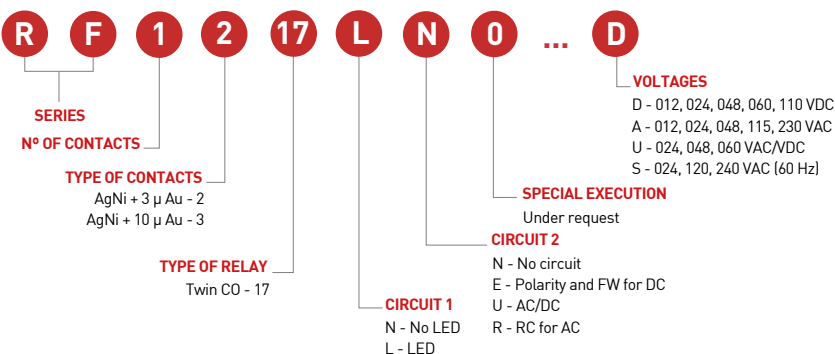 R F 1 2 17 L N 0 ... D
VOLTAGES
D - 012, 024, 048, 060, 110 VDC
A - 012, 024, 048, 115, 230 VAC
U - 024, 048, 060 VAC/VDC
S - 024, 120, 240 VAC (60 Hz)
SERIES
Nº OF CONTACTS
TYPE OF CONTACTS
AgNi + 3 µ Au - 2
AgNi + 10 µ Au - 3
SPECIAL EXECUTION
Under request
CIRCUIT 2
N - No circuit
E - Polarity and FW for DC
U - AC/DC
R - RC for AC
TYPE OF RELAY
Twin CO - 17
CIRCUIT 1
N - No LED
L - LED